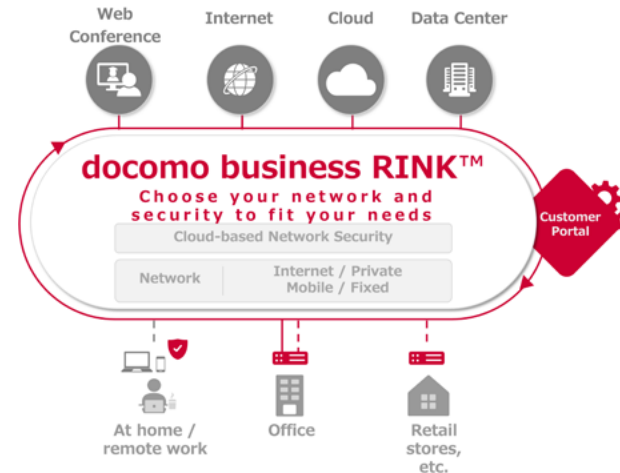 Web
Conference
Internet
Cloud
Data Center
docomo business RINK™
Choose your network and
security to fit your needs
Customer
Portal
Cloud-based Network Security
Network
Internet / Private
Mobile / Fixed
At home /
remote work
Office
Retail
stores,
etc.